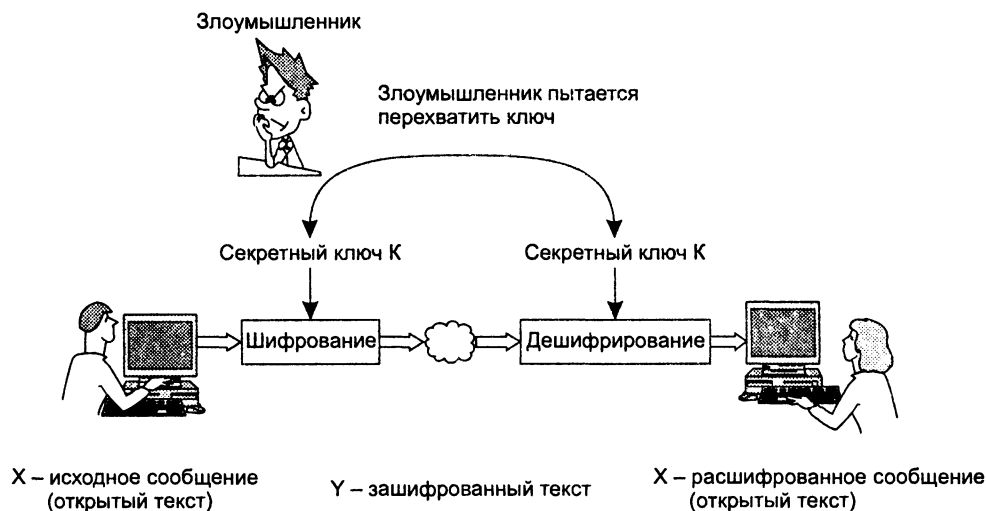 Злоумышленник
Злоумышленник пытается
перехватить ключ
Секретный ключ К
Секретный ключ К
Шифрование
Дешифрирование
X – исходное сообщение
(открытый текст)
Y – зашифрованный текст
X – расшифрованное сообщение
(открытый текст)